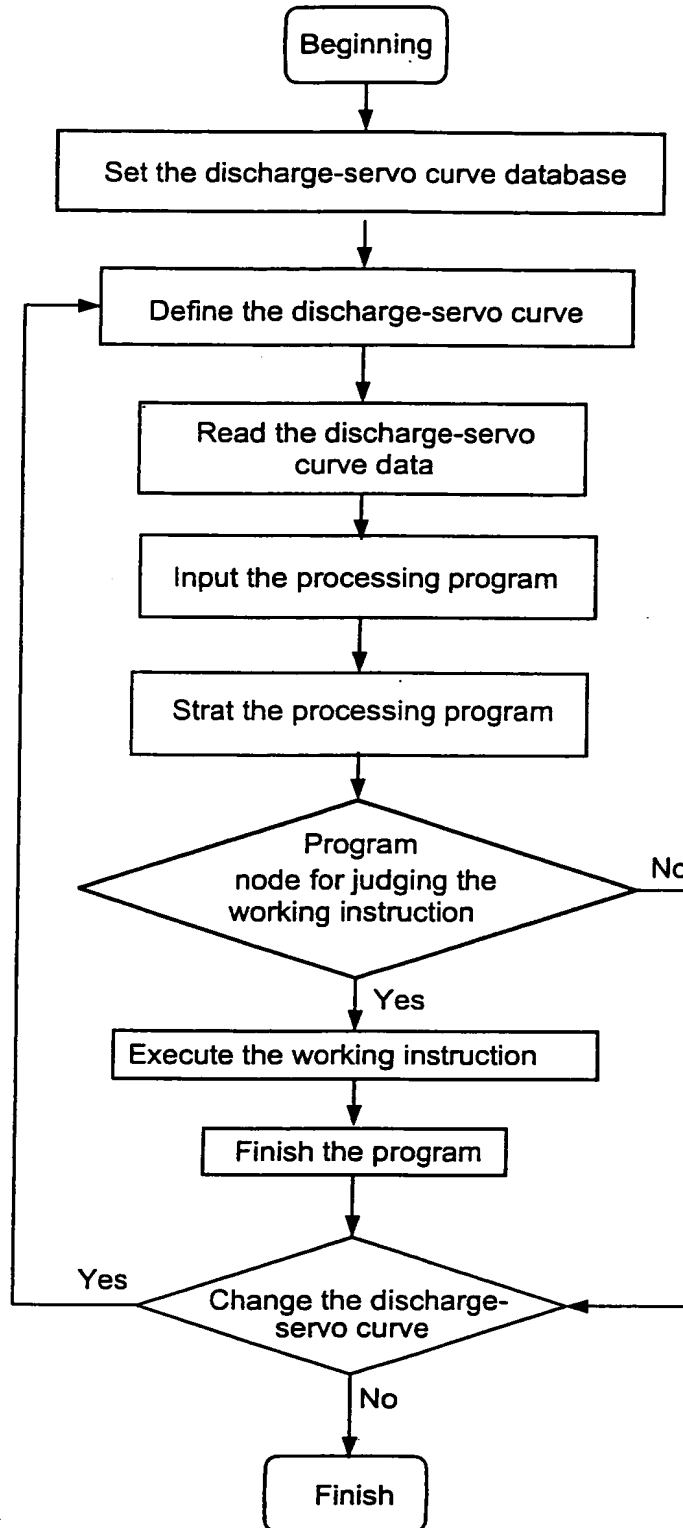 Beginning
Set the discharge-servo curve database
Define the discharge-servo curve
Read the discharge-servo
curve data
Input the processing program
Strat the processing program
Program
node for judging the
working instruction
No
Yes
Execute the working instruction
Finish the program
Yes
Change the discharge-
servo curve
No
Finish